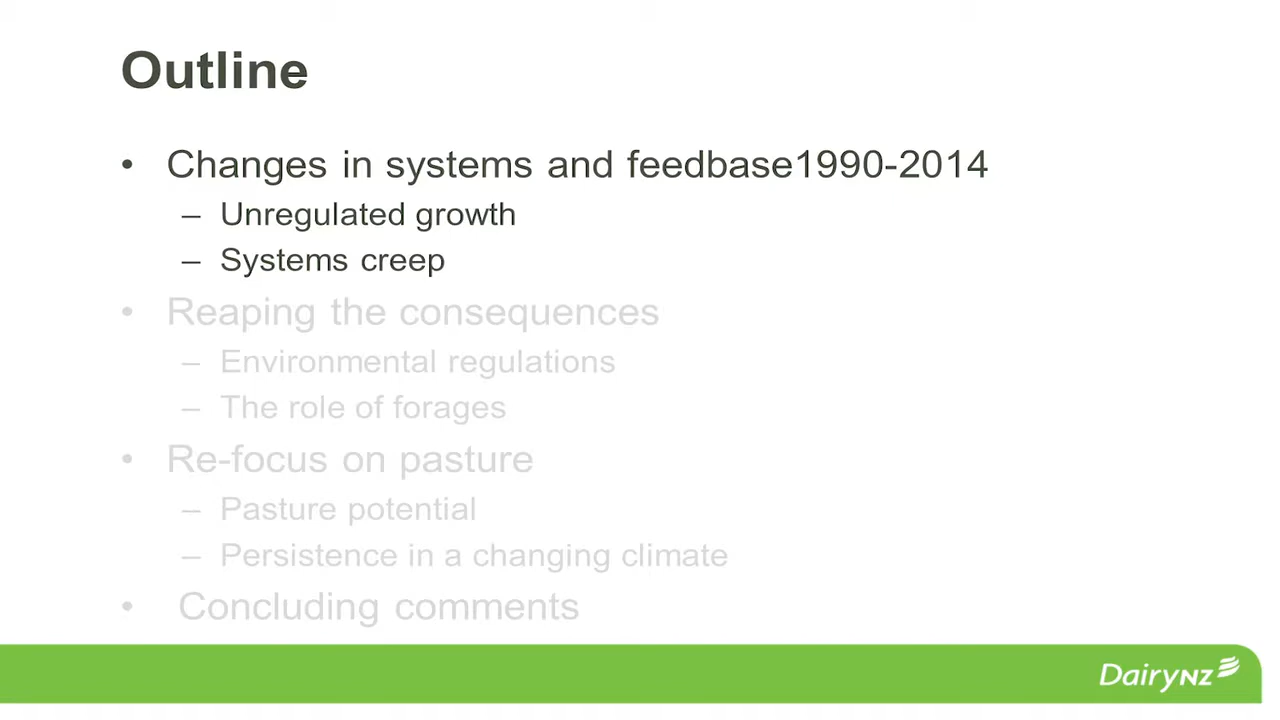 Outline
• Changes in systems and feedbase1990-2014
– Unregulated growth
– Systems creep
• Reaping the consequences
– Environmental regulations
– The role of forages
• Re-focus on pasture
– Pasture potential
– Persistence in a changing climate
• Concluding comments
DairyNZ